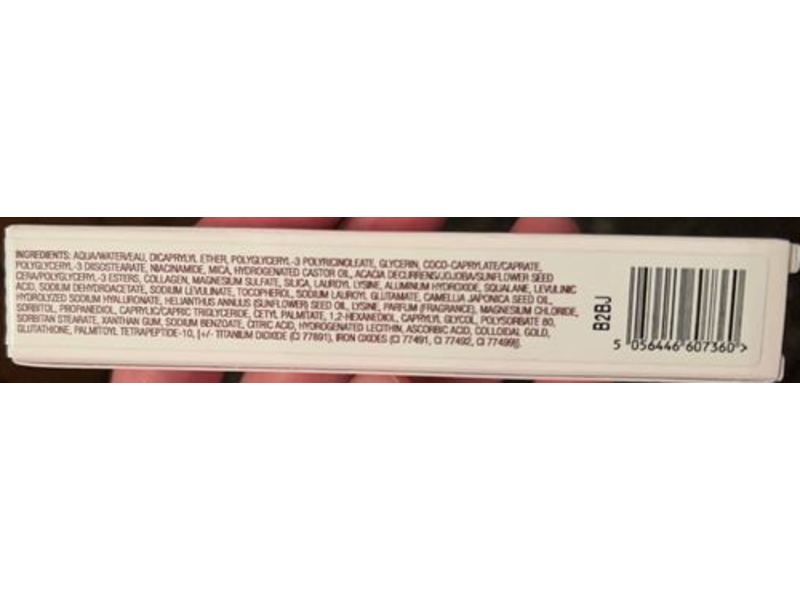 INGREDIENTS: AQUA/WATER/EAU, DICAPRYLYL ETHER, POLYGLYCERYL-3 POLYRICINOLEATE, GLYCERIN, COCO-CAPRYLATE/CAPRATE,
POLYGLYCERYL-3 DIISOSTEARATE, NIACINAMIDE, MICA, HYDROGENATED CASTOR OIL, ACACIA DECURRENS/JOJOBA/SUNFLOWER SEED
CERA/POLYGLYCERYL-3 ESTERS, COLLAGEN, MAGNESIUM SULFATE, SILICA, LAUROYL LYSINE, ALUMINUM HYDROXIDE, SQUALANE, LEVULINIC
ACID, SODIUM DEHYDROACETATE, SODIUM LEVULINATE, TOCOPHEROL, SODIUM LAUROYL GLUTAMATE, CAMELLIA JAPONICA SEED OIL,
HYDROLYZED SODIUM HYALURONATE, HELIANTHUS ANNUUS (SUNFLOWER) SEED OIL, LYSINE, PARFUM (FRAGRANCE), MAGNESIUM CHLORIDE,
SORBITOL, PROPANEDIOL, CAPRYLIC/CAPRIC TRIGLYCERIDE, CETYL PALMITATE, 1,2-HEXANEDIOL, CAPRYLYL GLYCOL, POLYSORBATE 80,
SORBITAN STEARATE, XANTHAN GUM, SODIUM BENZOATE, CITRIC ACID, HYDROGENATED LECITHIN, ASCORBIC ACID, COLLOIDAL GOLD,
GLUTATHIONE, PALMITOYL TETRAPEPTIDE-10, [+/- TITANIUM DIOXIDE (CI 77891), IRON OXIDES (CI 77491, CI 77492, CI 77499)].
B2BJ
5 056446 607360 >